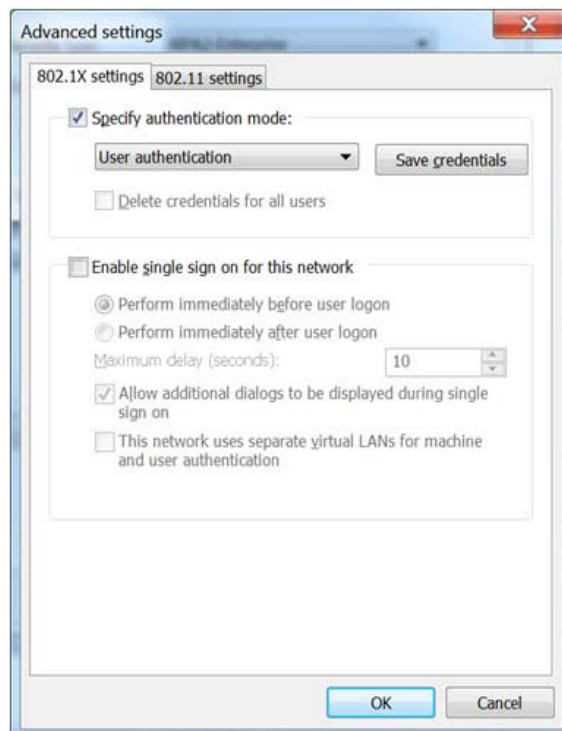 Advanced settings
802.1X settings 802.11 settings
Specify authentication mode:
User authentication Save credentials
Delete credentials for all users
Enable single sign on for this network
Perform immediately before user logon
Perform immediately after user logon
Maximum delay (seconds): 10
Allow additional dialogs to be displayed during single
sign on
This network uses separate virtual LANs for machine
and user authentication
OK Cancel